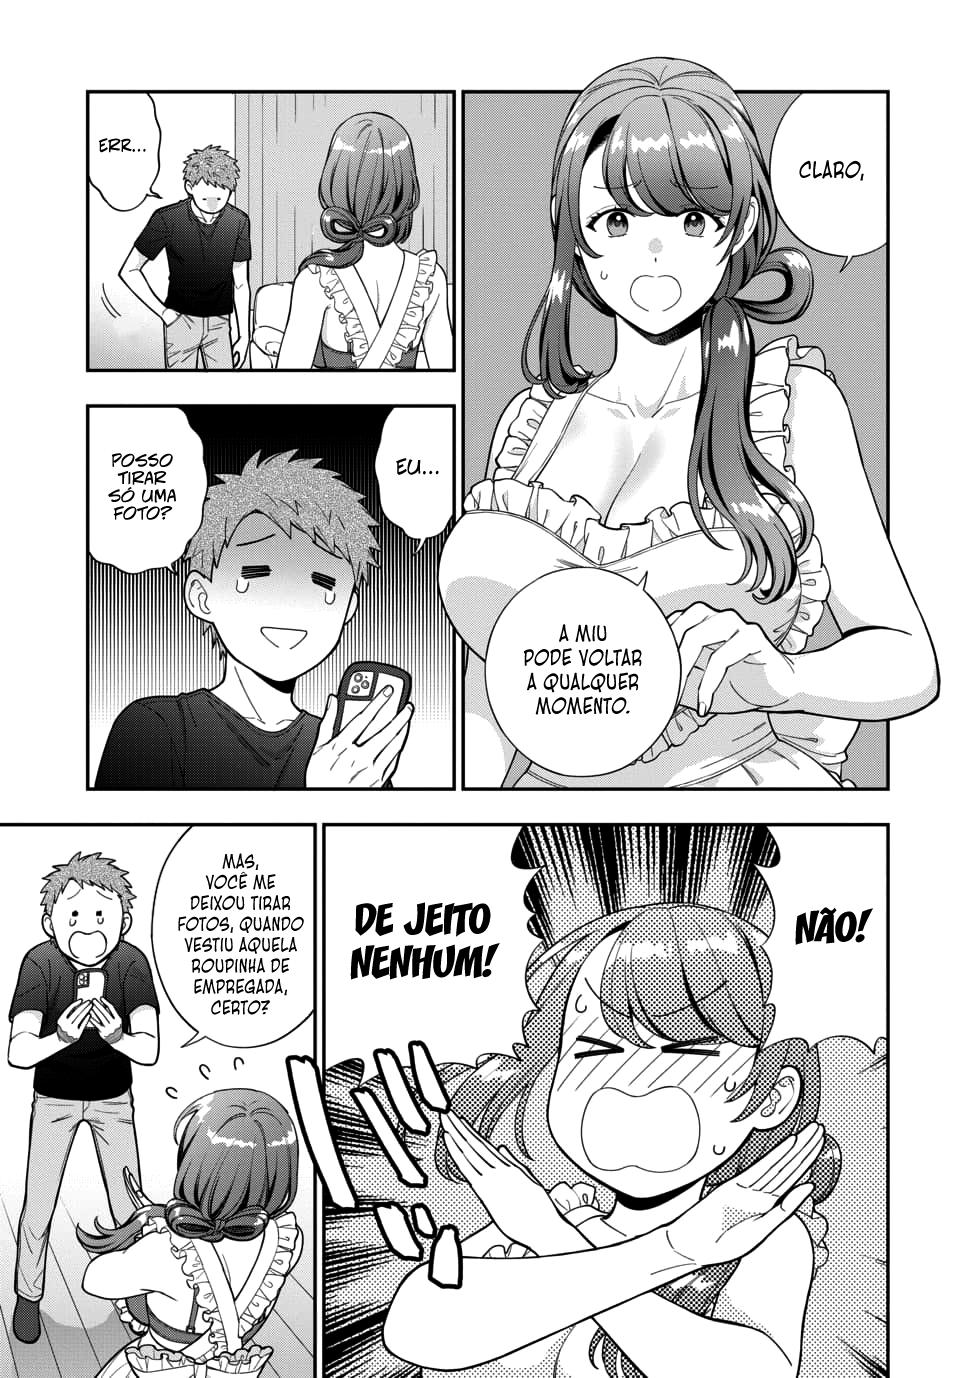 CLARO,
A MIU
PODE VOLTAR
A QUALQUER
MOMENTO.
ERR...
EU...
POSSO
TIRAR
SÓ UMA
FOTO?
NÃO!
DE JEITO
NENHUM!
MAS,
VOCÊ ME
DEIXOU TIRAR
FOTOS, QUANDO
VESTIU AQUELA
ROUPINHA DE
EMPREGADA,
CERTO?